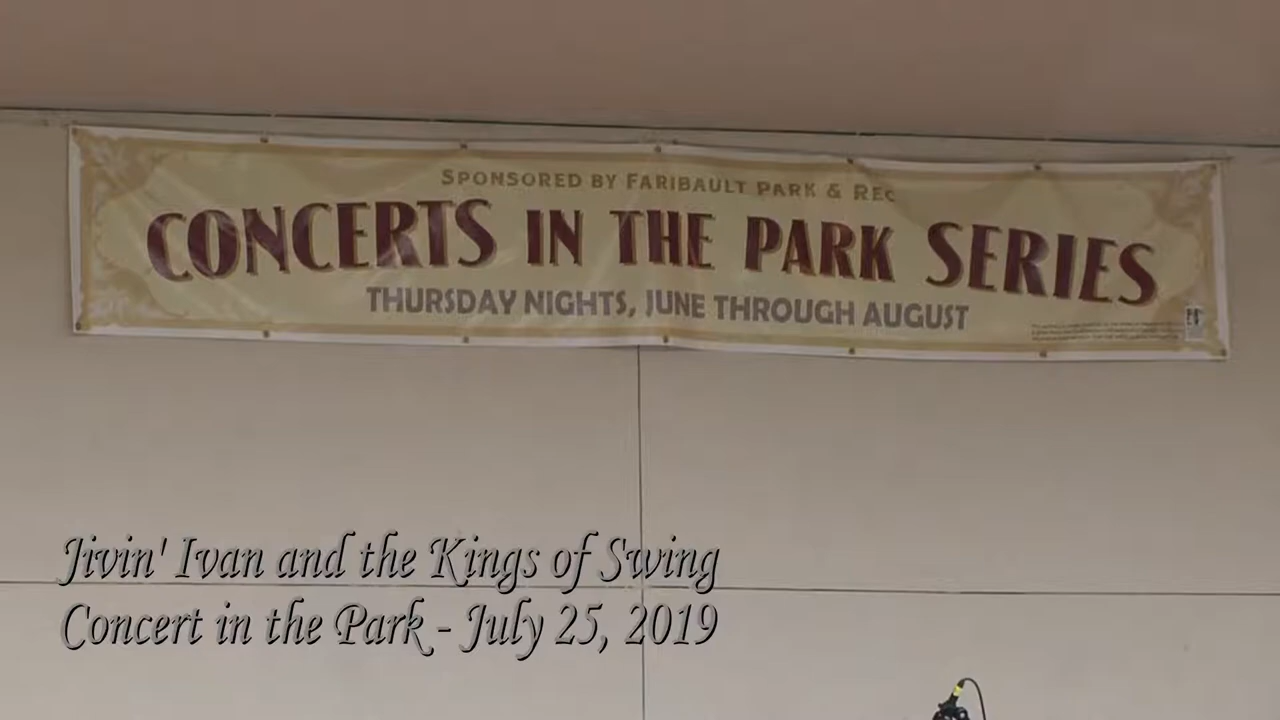 SPONSORED BY FARIBAULT PARK & REC
CONCERTS IN THE PARK SERIES
THURSDAY NIGHTS, JUNE THROUGH AUGUST
Jivin' Ivan and the Kings of Swing
Concert in the Park - July 25, 2019